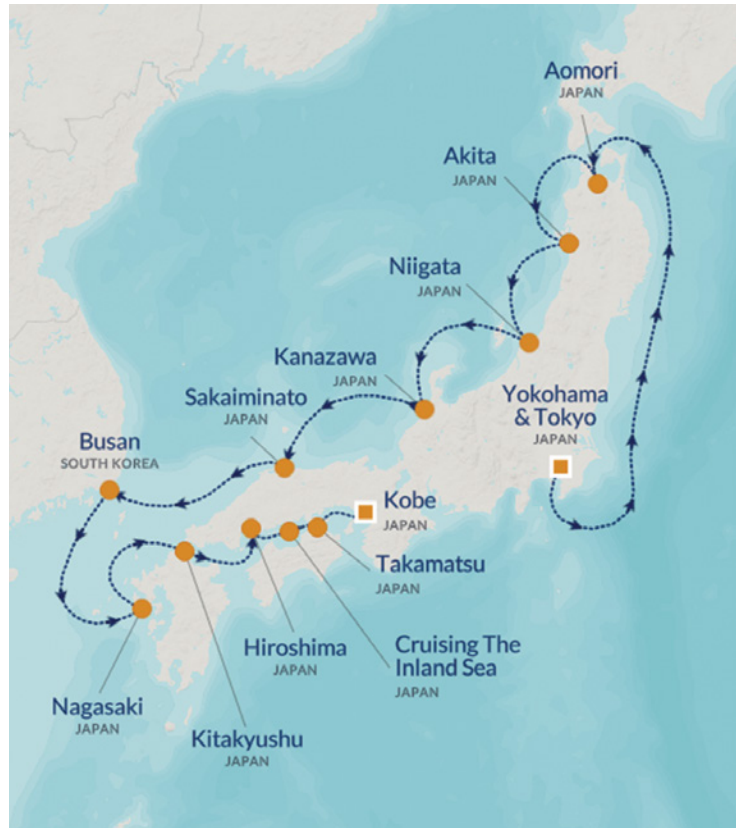 Aomori
JAPAN
Akita
JAPAN
Niigata
JAPAN
Kanazawa
JAPAN
Sakaiminato
JAPAN
Yokohama
& Tokyo
JAPAN
Busan
SOUTH KOREA
Kobe
JAPAN
Takamatsu
JAPAN
Hiroshima
JAPAN
Cruising The
Inland Sea
JAPAN
Nagasaki
JAPAN
Kitakyushu
JAPAN